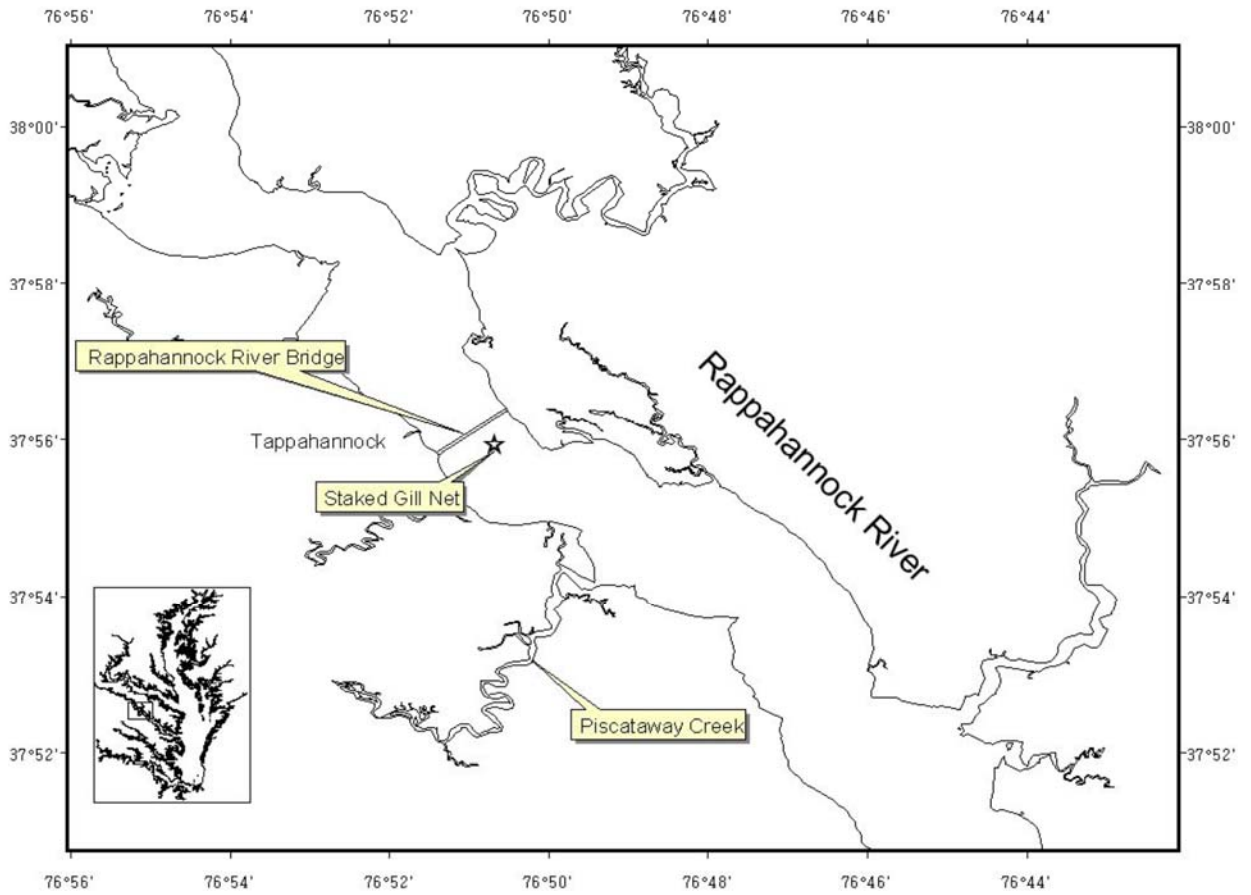 76°56' 76°54' 76°52' 76°50' 76°48' 76°46' 76°44'
38°00' 38°00'
37°58' 37°58'
Rappahannock River Bridge
Rappahannock River
Tappahannock
37°56' 37°56'
Staked Gill Net
37°54' 37°54'
Piscataway Creek
37°52' 37°52'
76°56' 76°54' 76°52' 76°50' 76°48' 76°46' 76°44'